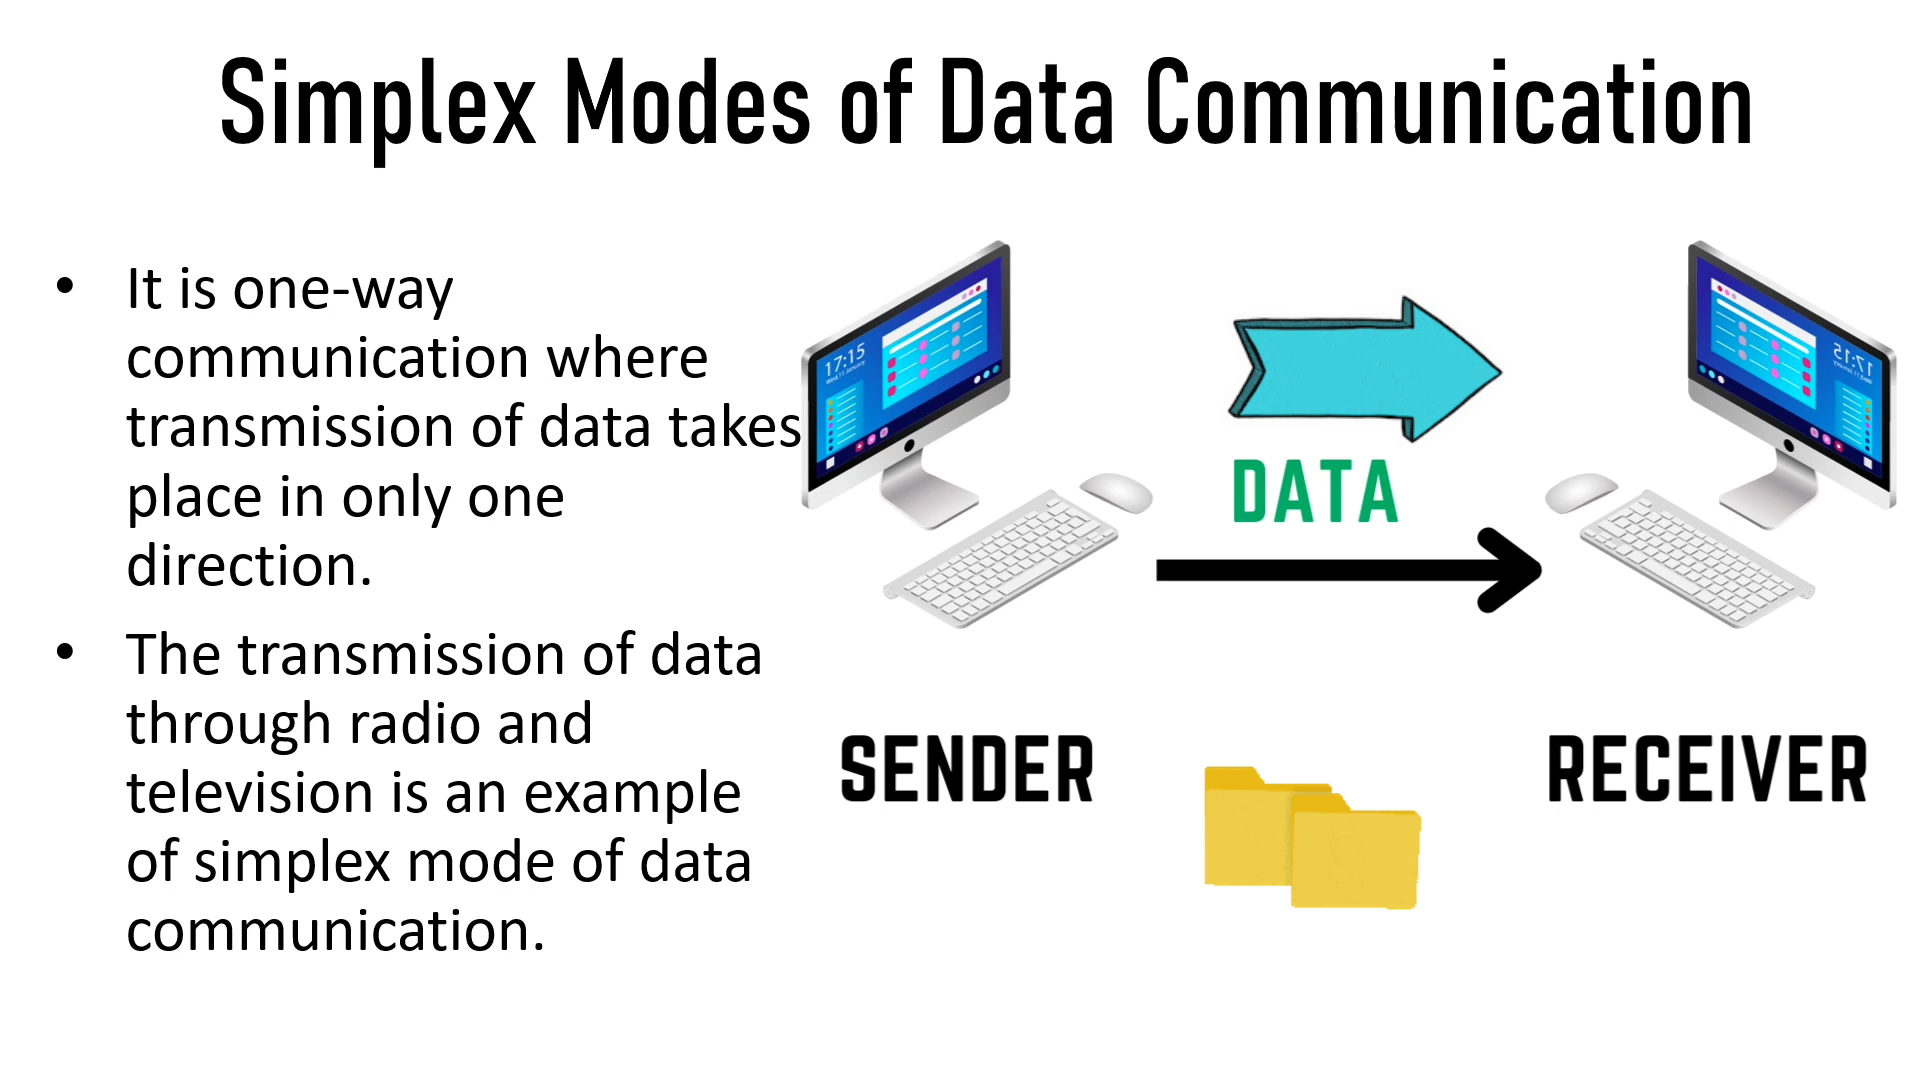 Simplex Modes of Data Communication
• It is one-way
communication where
transmission of data takes
place in only one
direction.
• The transmission of data
through radio and
television is an example
of simplex mode of data
communication.
17:15
DATA
17:15
SENDER
RECEIVER